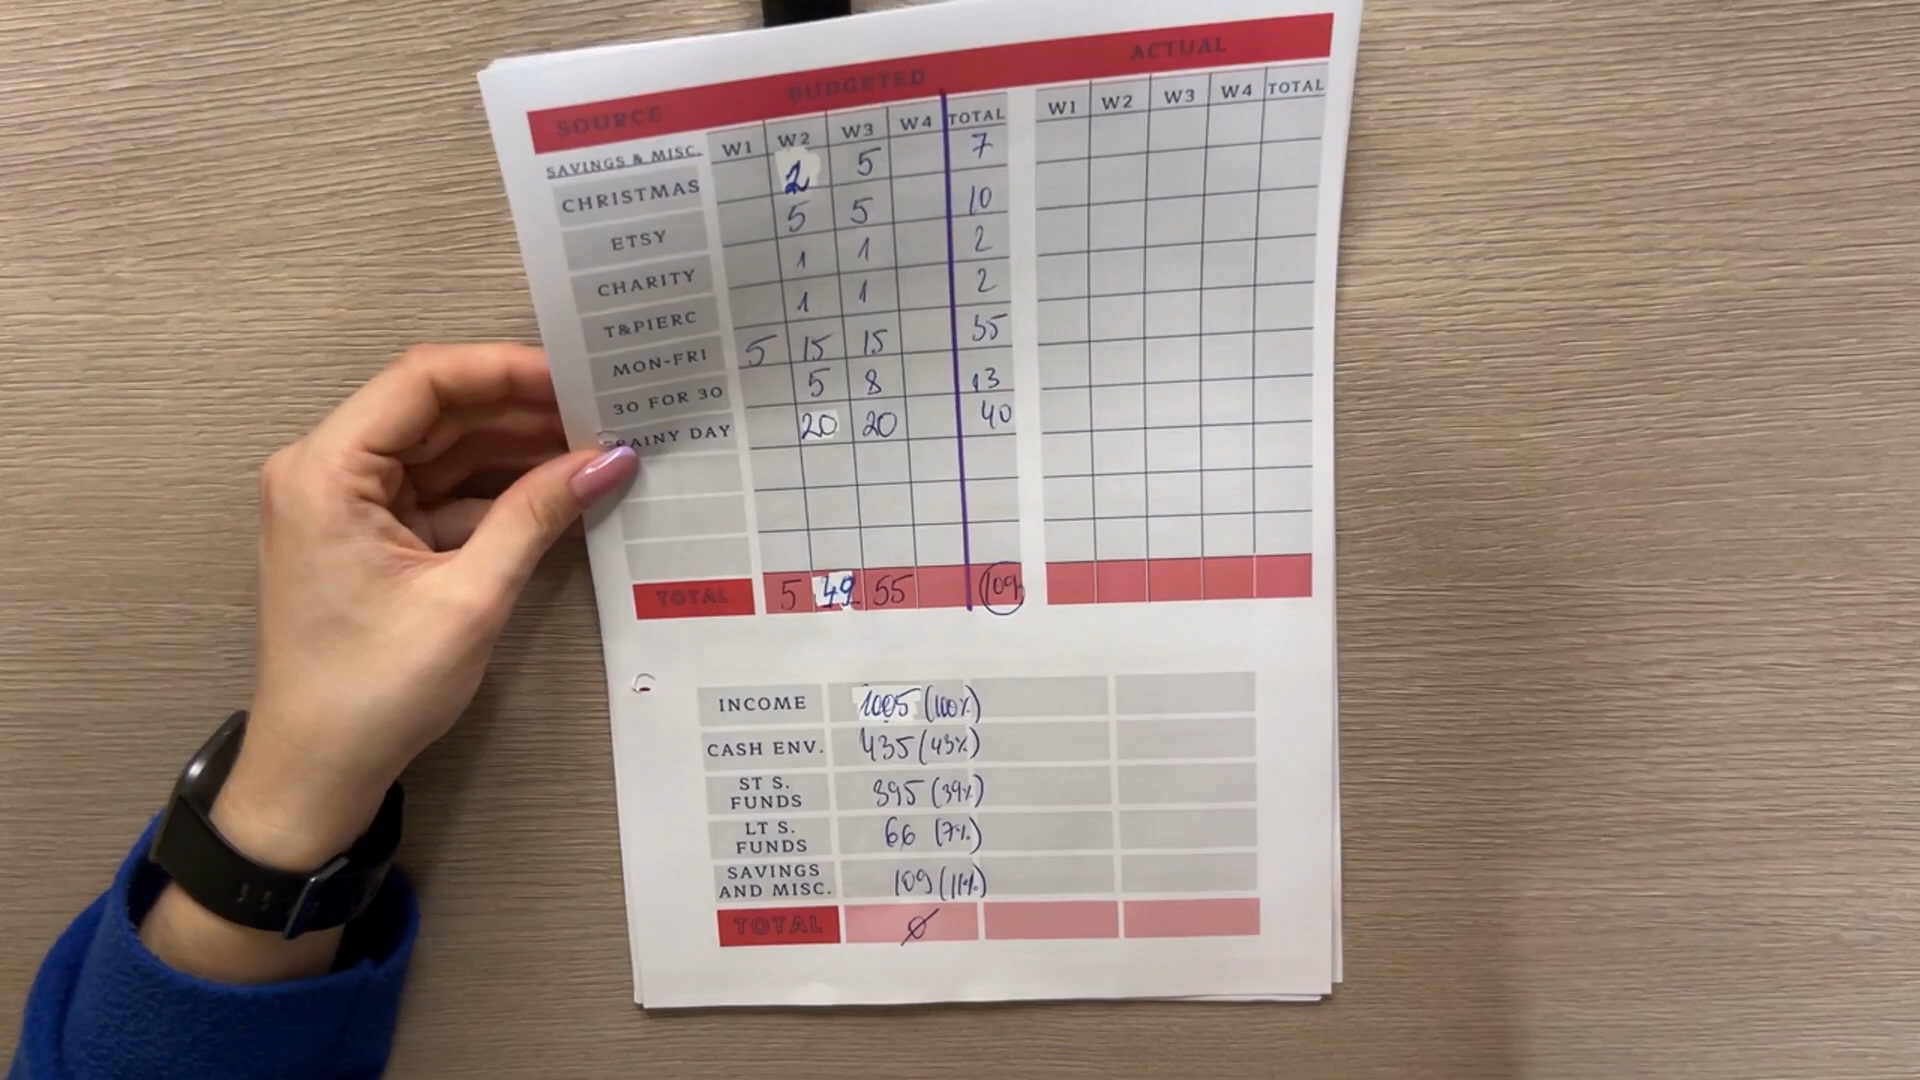 SOURCE BUDGETED ACTUAL
SAVINGS & MISC. W1 W2 W3 W4 TOTAL W1 W2 W3 W4 TOTAL
CHRISTMAS 2 5 7
ETSY 5 5 10
CHARITY 1 1 2
T&PIERC 1 1 2
MON-FRI 5 15 15 35
30 FOR 30 5 8 13
RAINY DAY 20 20 40
TOTAL 5 49 55 109
INCOME 1005 (100%)
CASH ENV. 435 (43%)
ST S. FUNDS 395 (39%)
LT S. FUNDS 66 (7%)
SAVINGS AND MISC. 109 (11%)
TOTAL 0